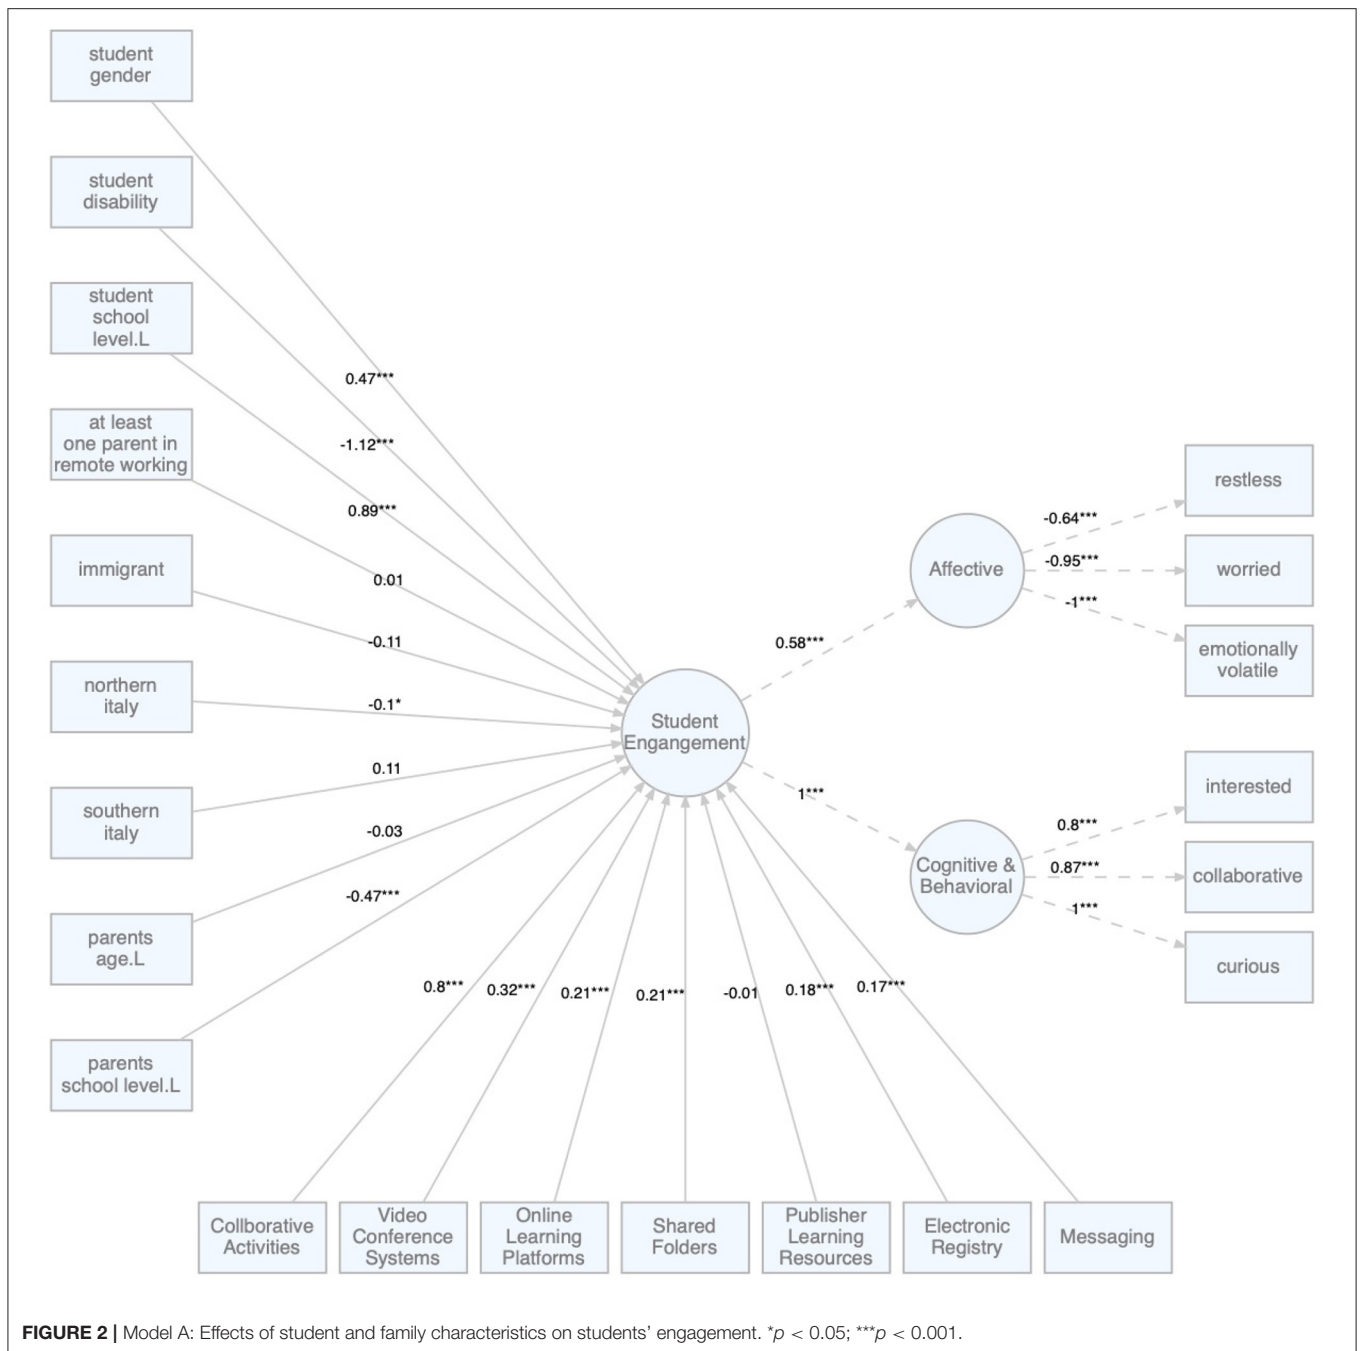 student
gender
student
disability
student
school
level.L
at least
one parent in
remote working
immigrant
northern
italy
southern
italy
parents
age.L
parents
school level.L
0.47***
-1.12***
0.89***
0.01
-0.11
-0.1*
0.11
-0.03
-0.47***
Student
Engangement
0.58***
1***
Affective
Cognitive &
Behavioral
-0.64***
-0.95***
-1***
0.8***
0.87***
1***
restless
worried
emotionally
volatile
interested
collaborative
curious
0.8***
0.32***
0.21***
0.21***
-0.01
0.18***
0.17***
Collborative
Activities
Video
Conference
Systems
Online
Learning
Platforms
Shared
Folders
Publisher
Learning
Resources
Electronic
Registry
Messaging
FIGURE 2 | Model A: Effects of student and family characteristics on students' engagement. *p < 0.05; ***p < 0.001.